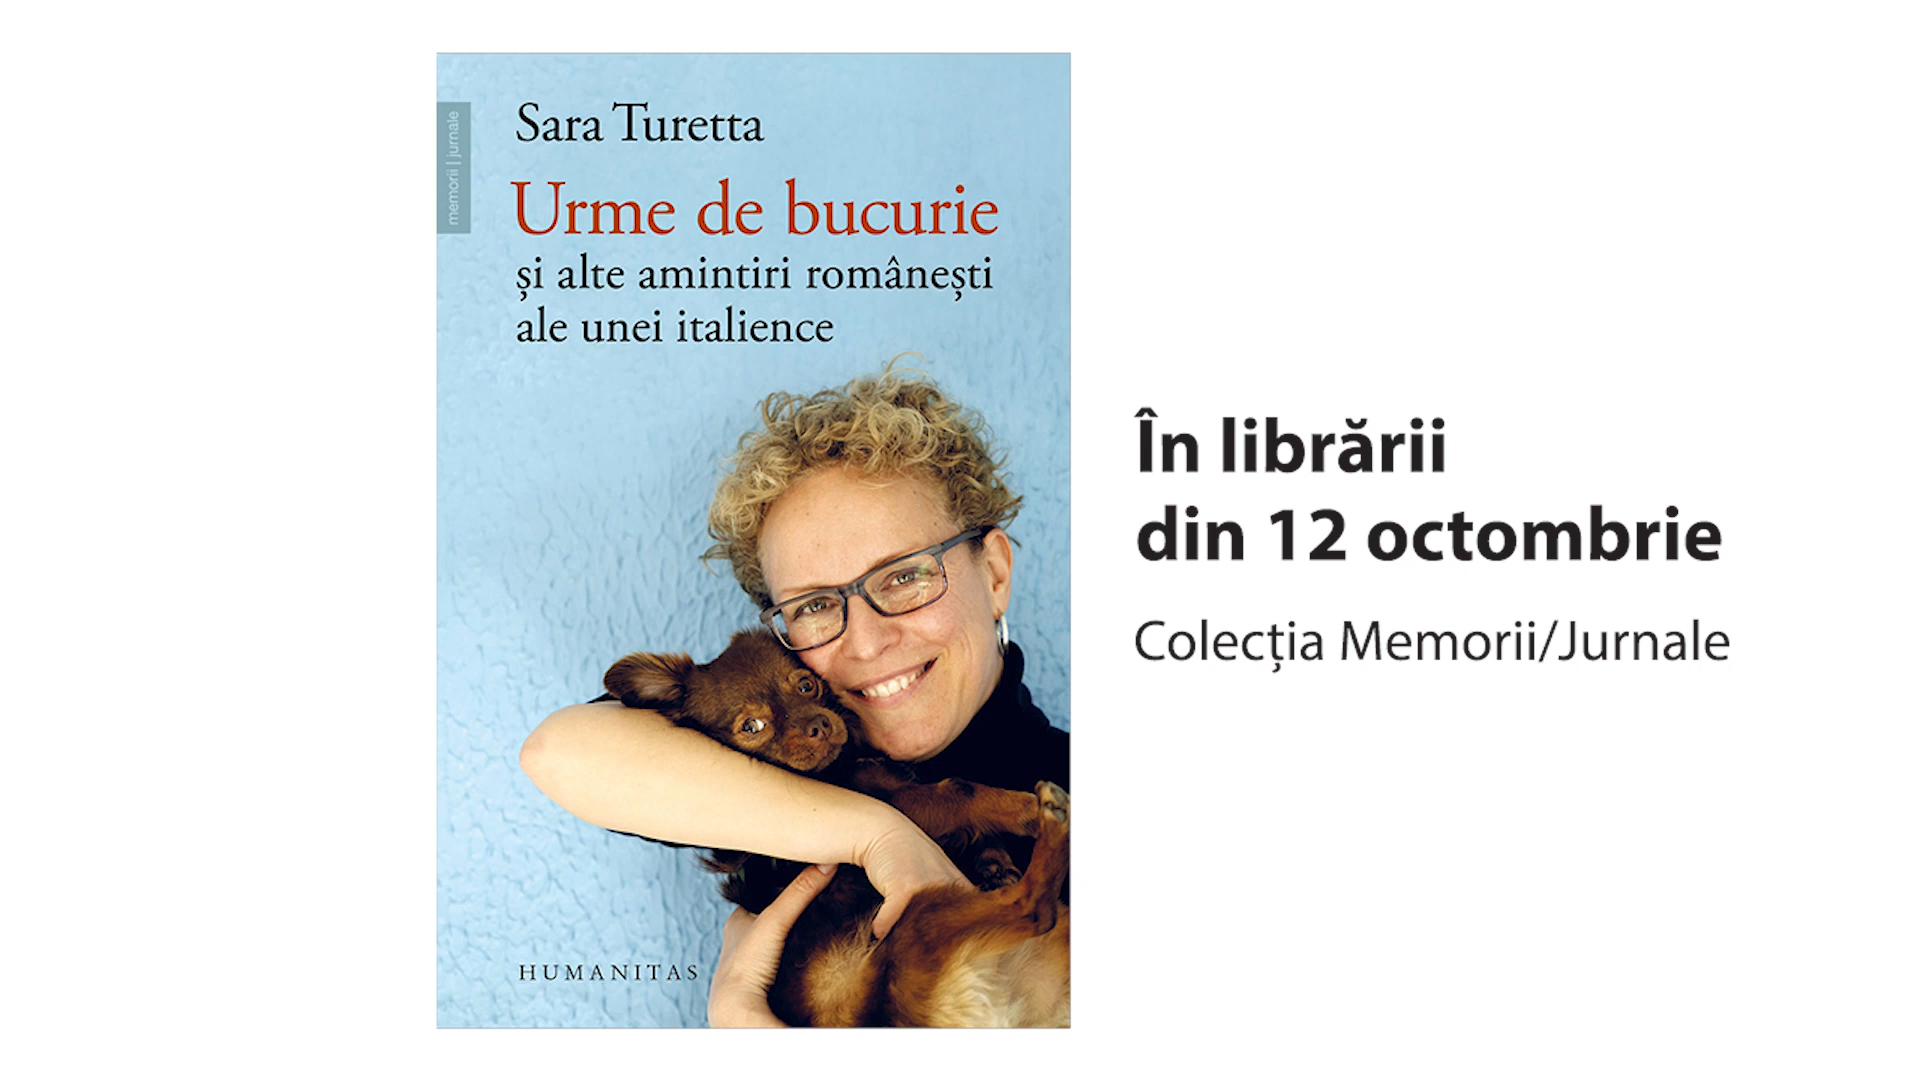 memorii | jurnale
Sara Turetta
Urme de bucurie
și alte amintiri românești
ale unei italience
HUMANITAS
În librării
din 12 octombrie
Colecția Memorii/Jurnale